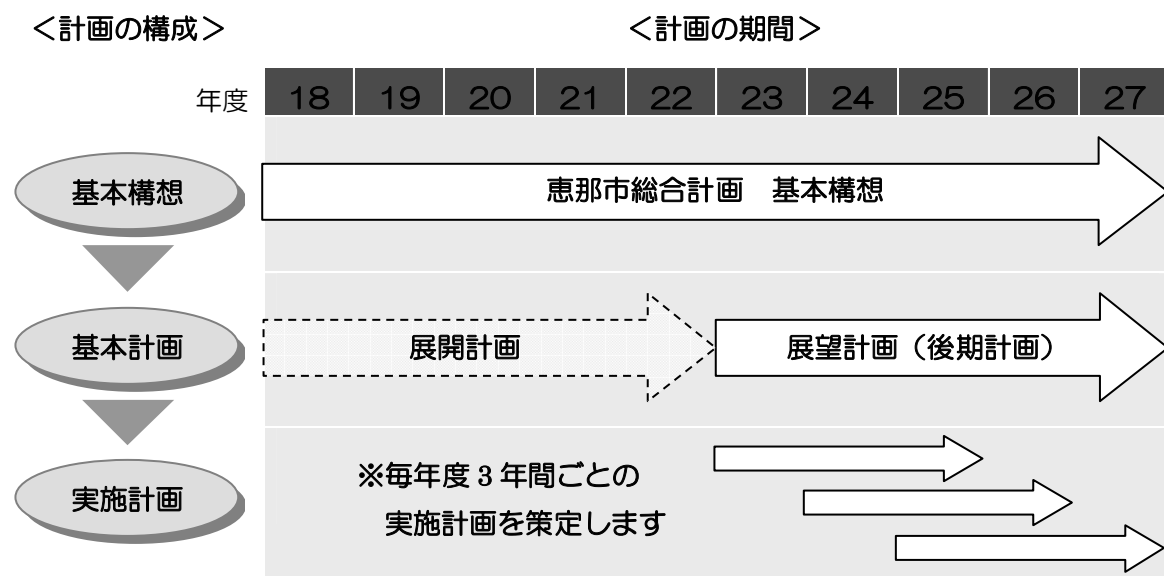 ＜計画の構成＞
＜計画の期間＞
年度 18 19 20 21 22 23 24 25 26 27
基本構想
恵那市総合計画　基本構想
基本計画
展開計画
展望計画（後期計画）
実施計画
※毎年度３年間ごとの
実施計画を策定します